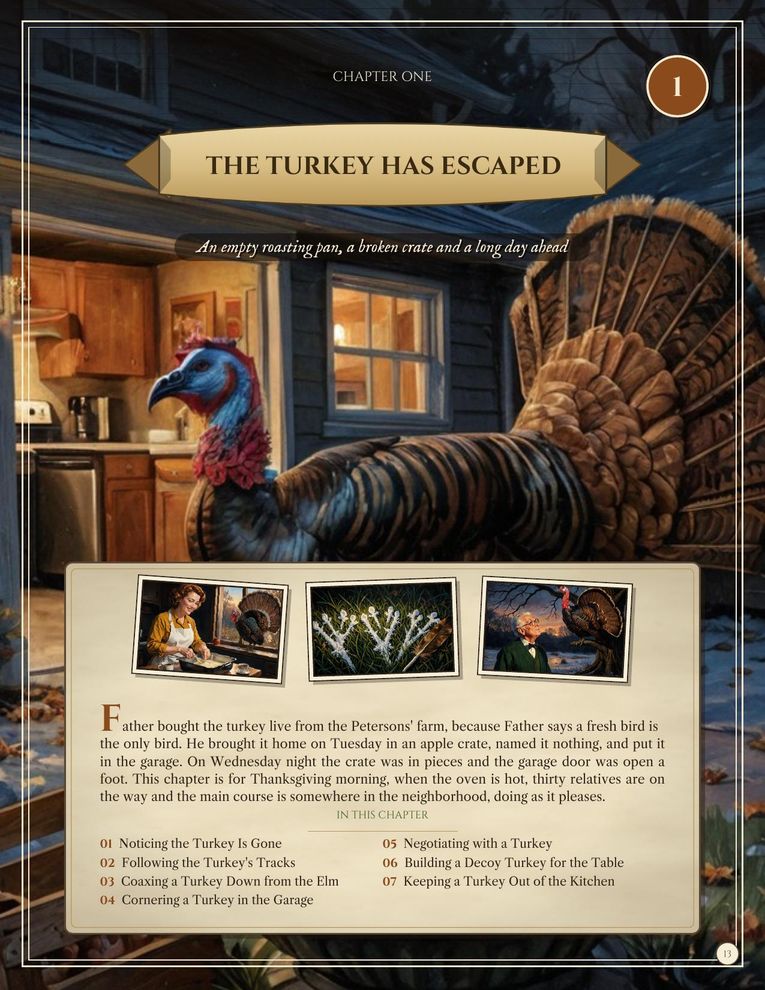 CHAPTER ONE
1
THE TURKEY HAS ESCAPED
An empty roasting pan, a broken crate and a long day ahead
Father bought the turkey live from the Petersons' farm, because Father says a fresh bird is
the only bird. He brought it home on Tuesday in an apple crate, named it nothing, and put it
in the garage. On Wednesday night the crate was in pieces and the garage door was open a
foot. This chapter is for Thanksgiving morning, when the oven is hot, thirty relatives are on
the way and the main course is somewhere in the neighborhood, doing as it pleases.
IN THIS CHAPTER
01 Noticing the Turkey Is Gone
02 Following the Turkey's Tracks
03 Coaxing a Turkey Down from the Elm
04 Cornering a Turkey in the Garage
05 Negotiating with a Turkey
06 Building a Decoy Turkey for the Table
07 Keeping a Turkey Out of the Kitchen
13